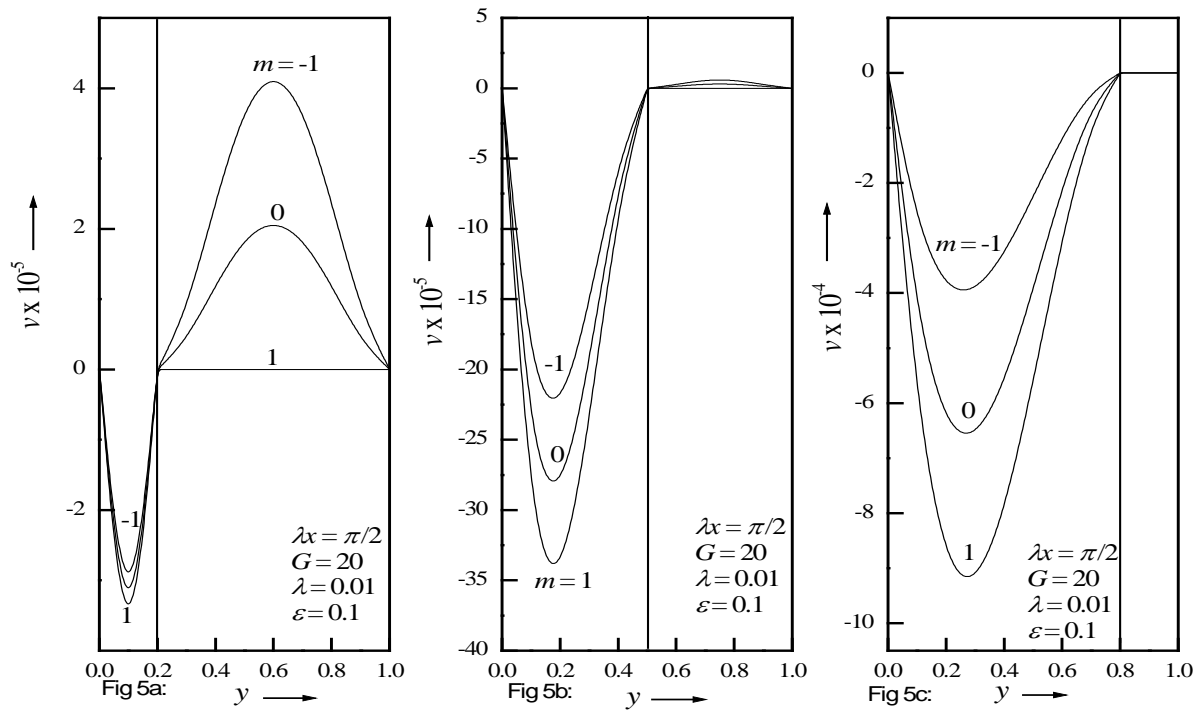 4
2
0
-2
v x 10-5
m = -1
0
1
-1
1
λx = π/2
G = 20
λ = 0.01
ε = 0.1
0.0 0.2 0.4 0.6 0.8 1.0
Fig 5a:
y
5
0
-5
-10
-15
-20
-25
-30
-35
-40
v x 10-5
-1
0
m = 1
λx = π/2
G = 20
λ = 0.01
ε = 0.1
0.0 0.2 0.4 0.6 0.8 1.0
Fig 5b:
y
0
-2
-4
-6
-8
-10
v x 10-4
m = -1
0
1
λx = π/2
G = 20
λ = 0.01
ε = 0.1
0.0 0.2 0.4 0.6 0.8 1.0
Fig 5c:
y